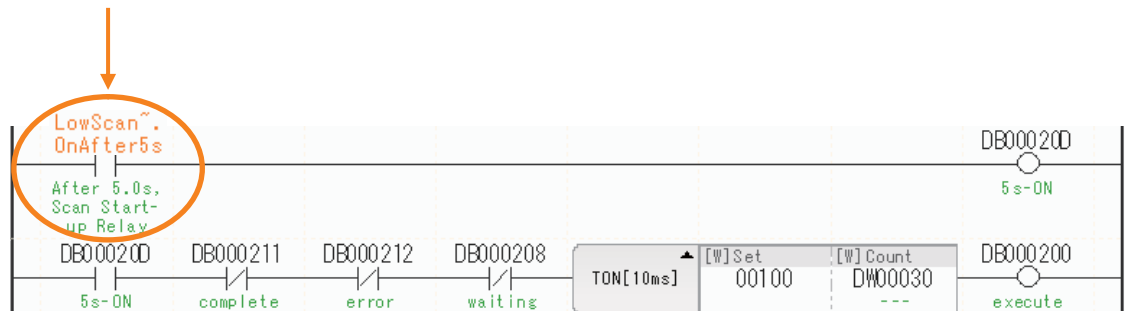 LowScan~.
OnAfter5s
After 5.0s,
Scan Start-
up Relay
DB00020D
5s-ON
DB00020D
5s-ON
DB000211
complete
DB000212
error
DB000208
waiting
TON[10ms]
[W]Set
00100
[W]Count
DW00030
---
DB000200
execute